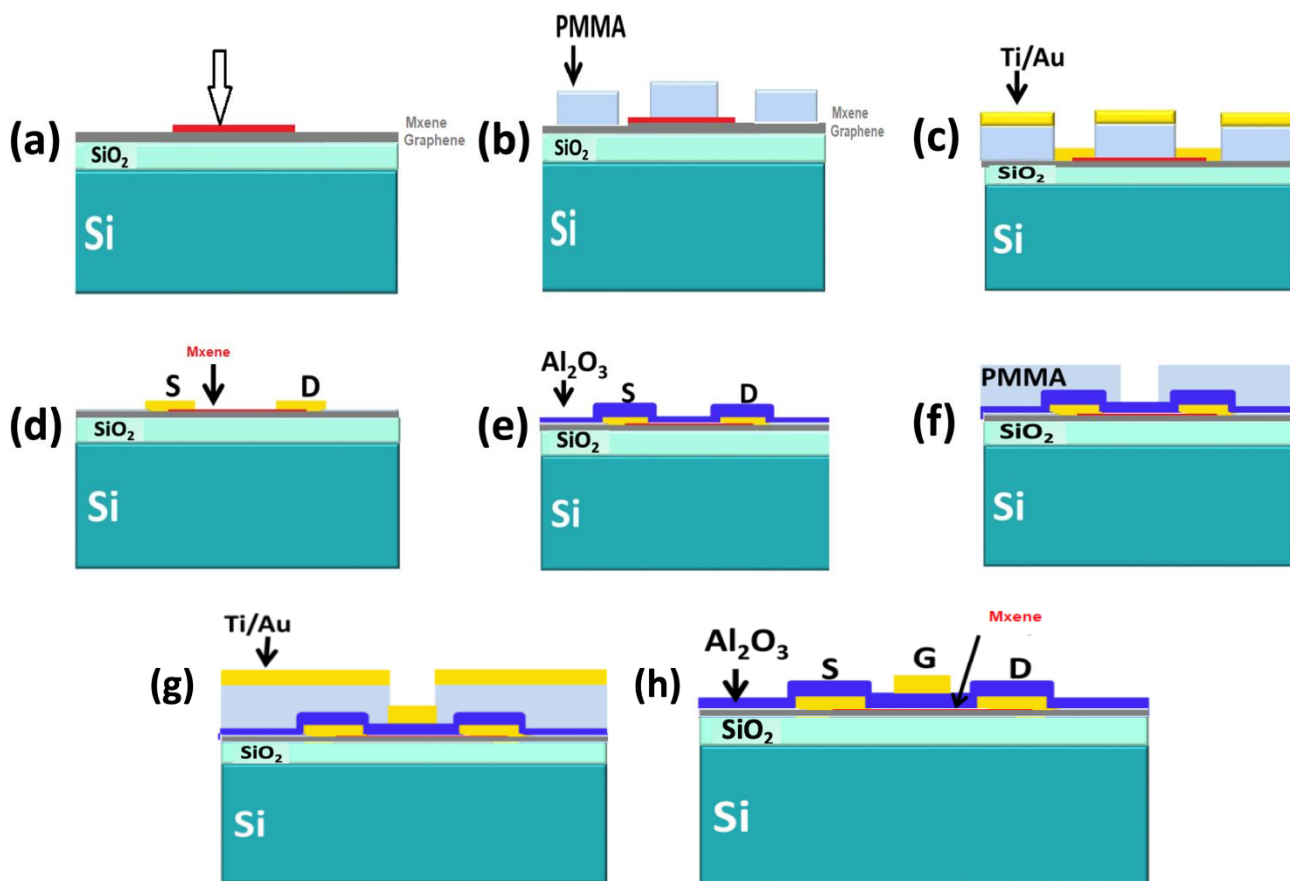 (a)
Mxene
Graphene
SiO₂
Si
PMMA
(b)
Mxene
Graphene
SiO₂
Si
Ti/Au
(c)
SiO₂
Si
Mxene
S D
(d)
SiO₂
Si
Al₂O₃
S D
(e)
SiO₂
Si
PMMA
(f)
SiO₂
Si
Ti/Au
(g)
SiO₂
Si
Mxene
Al₂O₃ S G D
(h)
SiO₂
Si